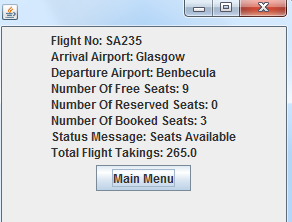 Flight No: SA235
Arrival Airport: Glasgow
Departure Airport: Benbecula
Number Of Free Seats: 9
Number Of Reserved Seats: 0
Number Of Booked Seats: 3
Status Message: Seats Available
Total Flight Takings: 265.0
Main Menu